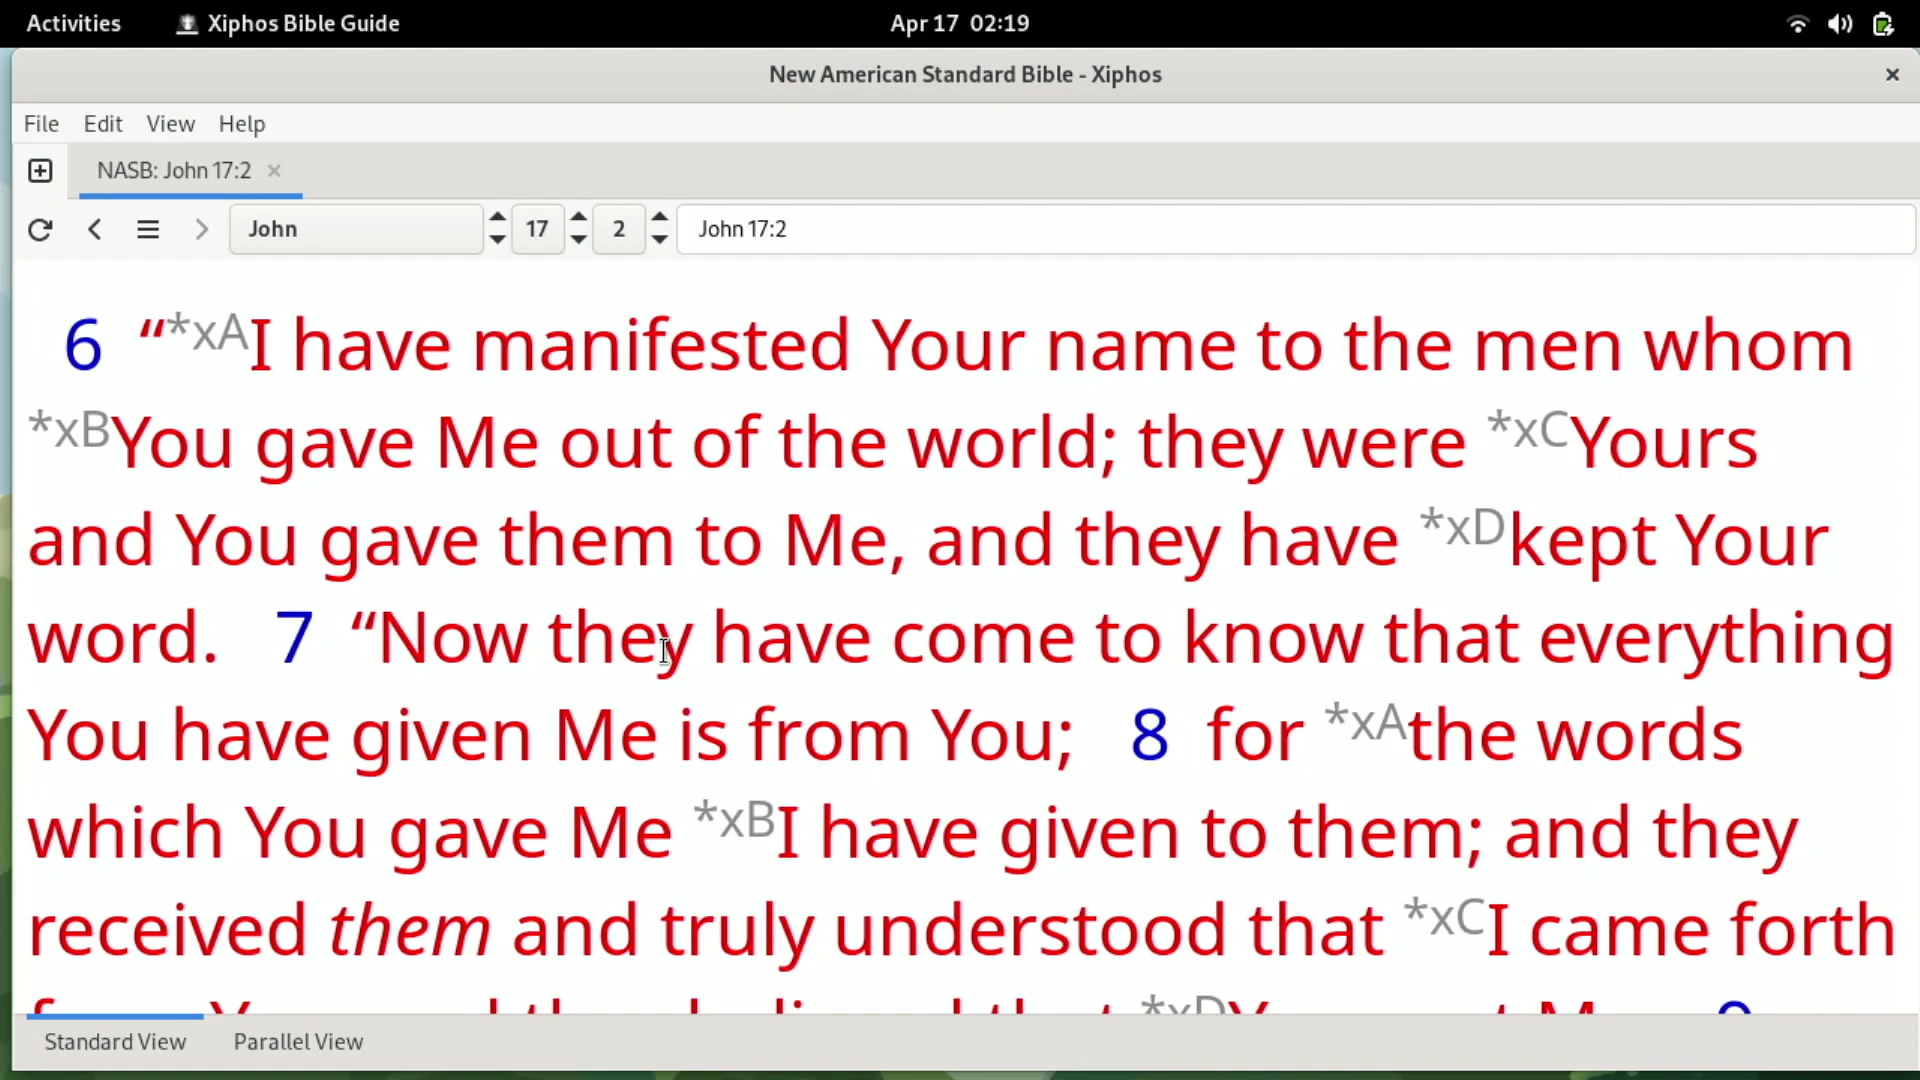 Activities Xiphos Bible Guide Apr 17 02:19
New American Standard Bible - Xiphos ×
File Edit View Help
NASB: John 17:2 ×
John 17 2 John 17:2
6 “*xAI have manifested Your name to the men whom
*xBYou gave Me out of the world; they were *xCYours
and You gave them to Me, and they have *xDkept Your
word. 7 “Now they have come to know that everything
You have given Me is from You; 8 for *xAthe words
which You gave Me *xBI have given to them; and they
received them and truly understood that *xCI came forth
Standard View Parallel View